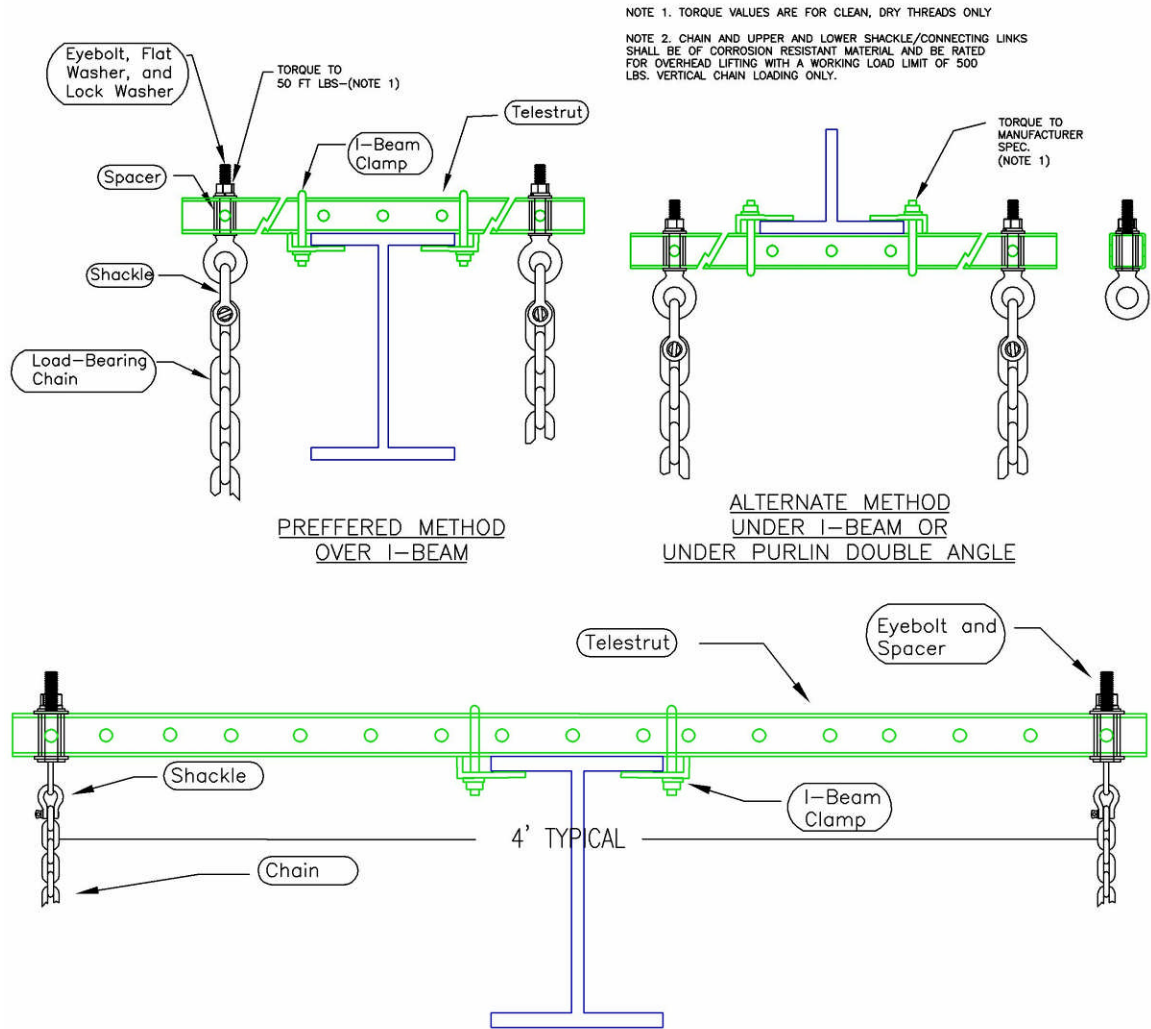 NOTE 1. TORQUE VALUES ARE FOR CLEAN, DRY THREADS ONLY
NOTE 2. CHAIN AND UPPER AND LOWER SHACKLE/CONNECTING LINKS
SHALL BE OF CORROSION RESISTANT MATERIAL AND BE RATED
FOR OVERHEAD LIFTING WITH A WORKING LOAD LIMIT OF 500
LBS. VERTICAL CHAIN LOADING ONLY.
Eyebolt, Flat
Washer, and
Lock Washer
TORQUE TO
50 FT LBS-(NOTE 1)
I-Beam
Clamp
Telestrut
Spacer
Shackle
Load-Bearing
Chain
TORQUE TO
MANUFACTURER
SPEC.
(NOTE 1)
PREFFERED METHOD
OVER I-BEAM
ALTERNATE METHOD
UNDER I-BEAM OR
UNDER PURLIN DOUBLE ANGLE
Telestrut
Eyebolt and
Spacer
Shackle
I-Beam
Clamp
4' TYPICAL
Chain